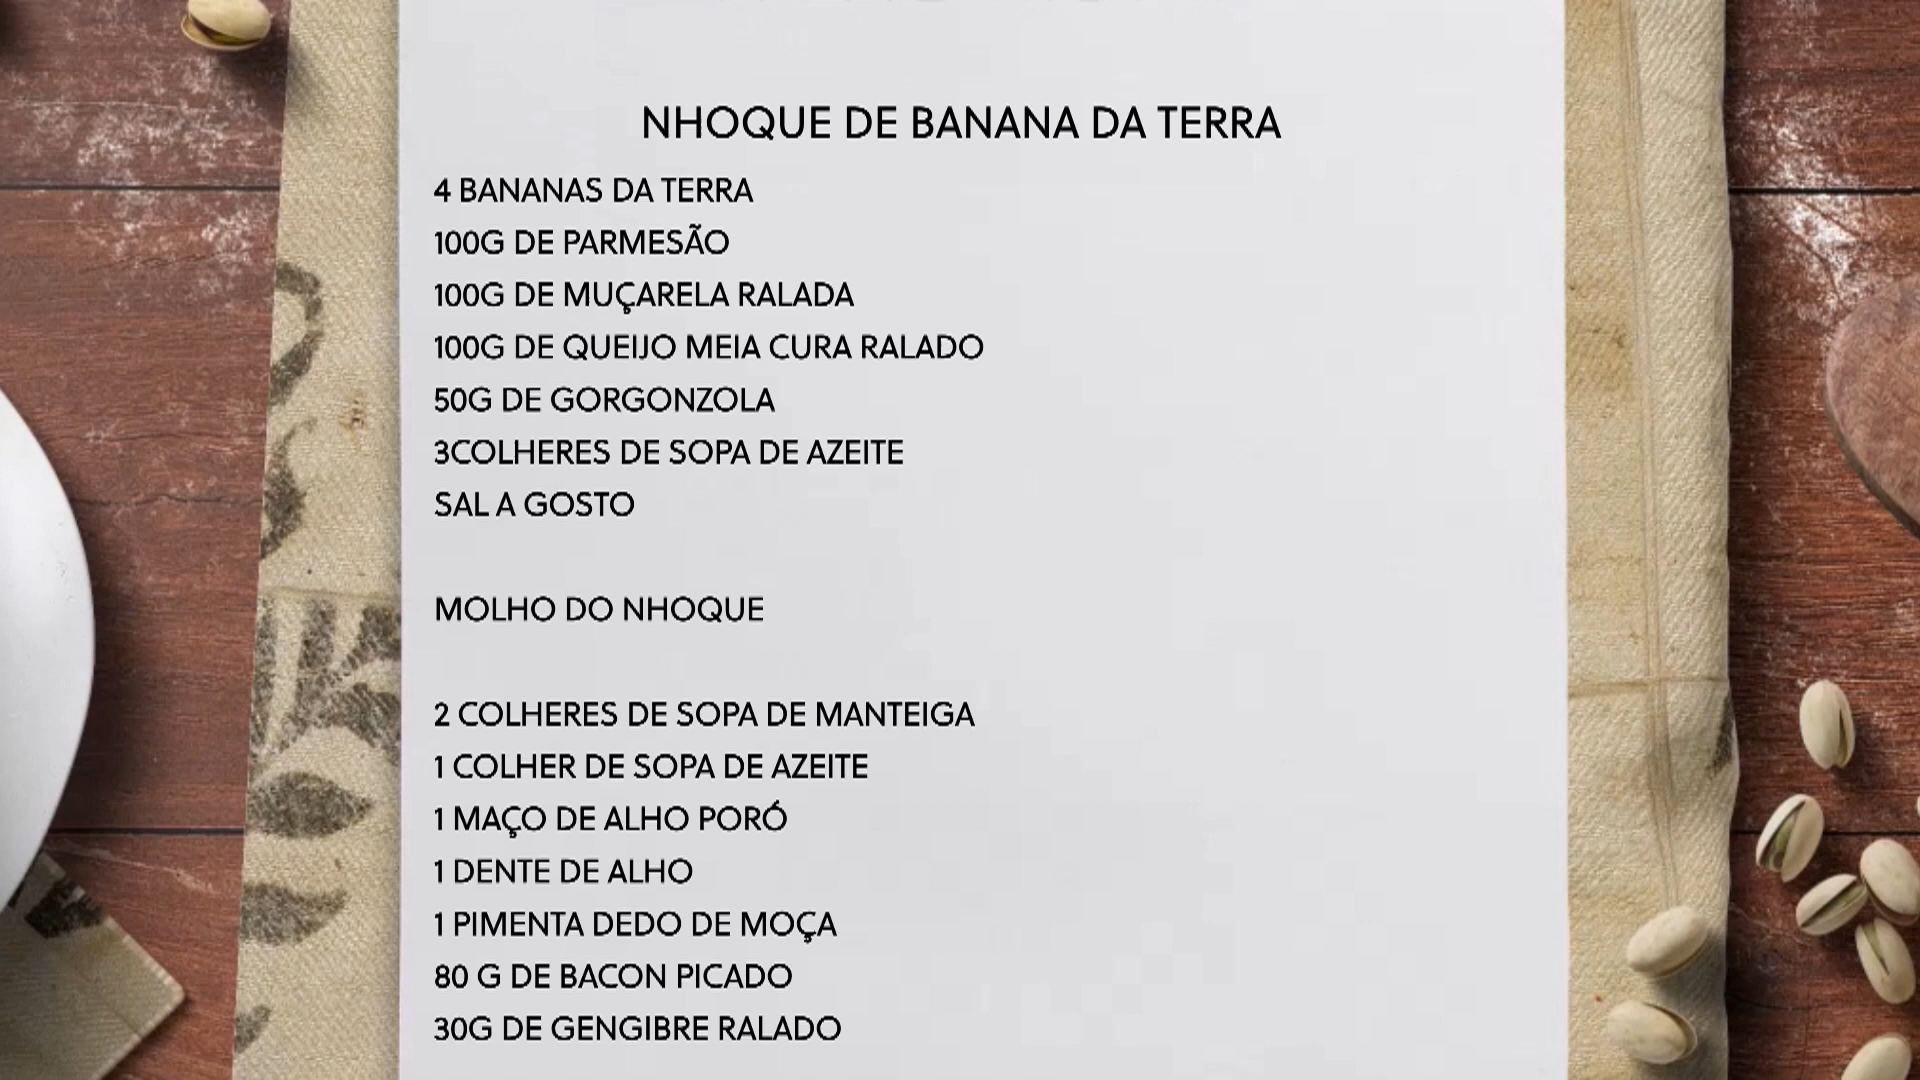 NHOQUE DE BANANA DA TERRA
4 BANANAS DA TERRA
100G DE PARMESÃO
100G DE MUÇARELA RALADA
100G DE QUEIJO MEIA CURA RALADO
50G DE GORGONZOLA
3COLHERES DE SOPA DE AZEITE
SAL A GOSTO
MOLHO DO NHOQUE
2 COLHERES DE SOPA DE MANTEIGA
1 COLHER DE SOPA DE AZEITE
1 MAÇO DE ALHO PORÓ
1 DENTE DE ALHO
1 PIMENTA DEDO DE MOÇA
80 G DE BACON PICADO
30G DE GENGIBRE RALADO